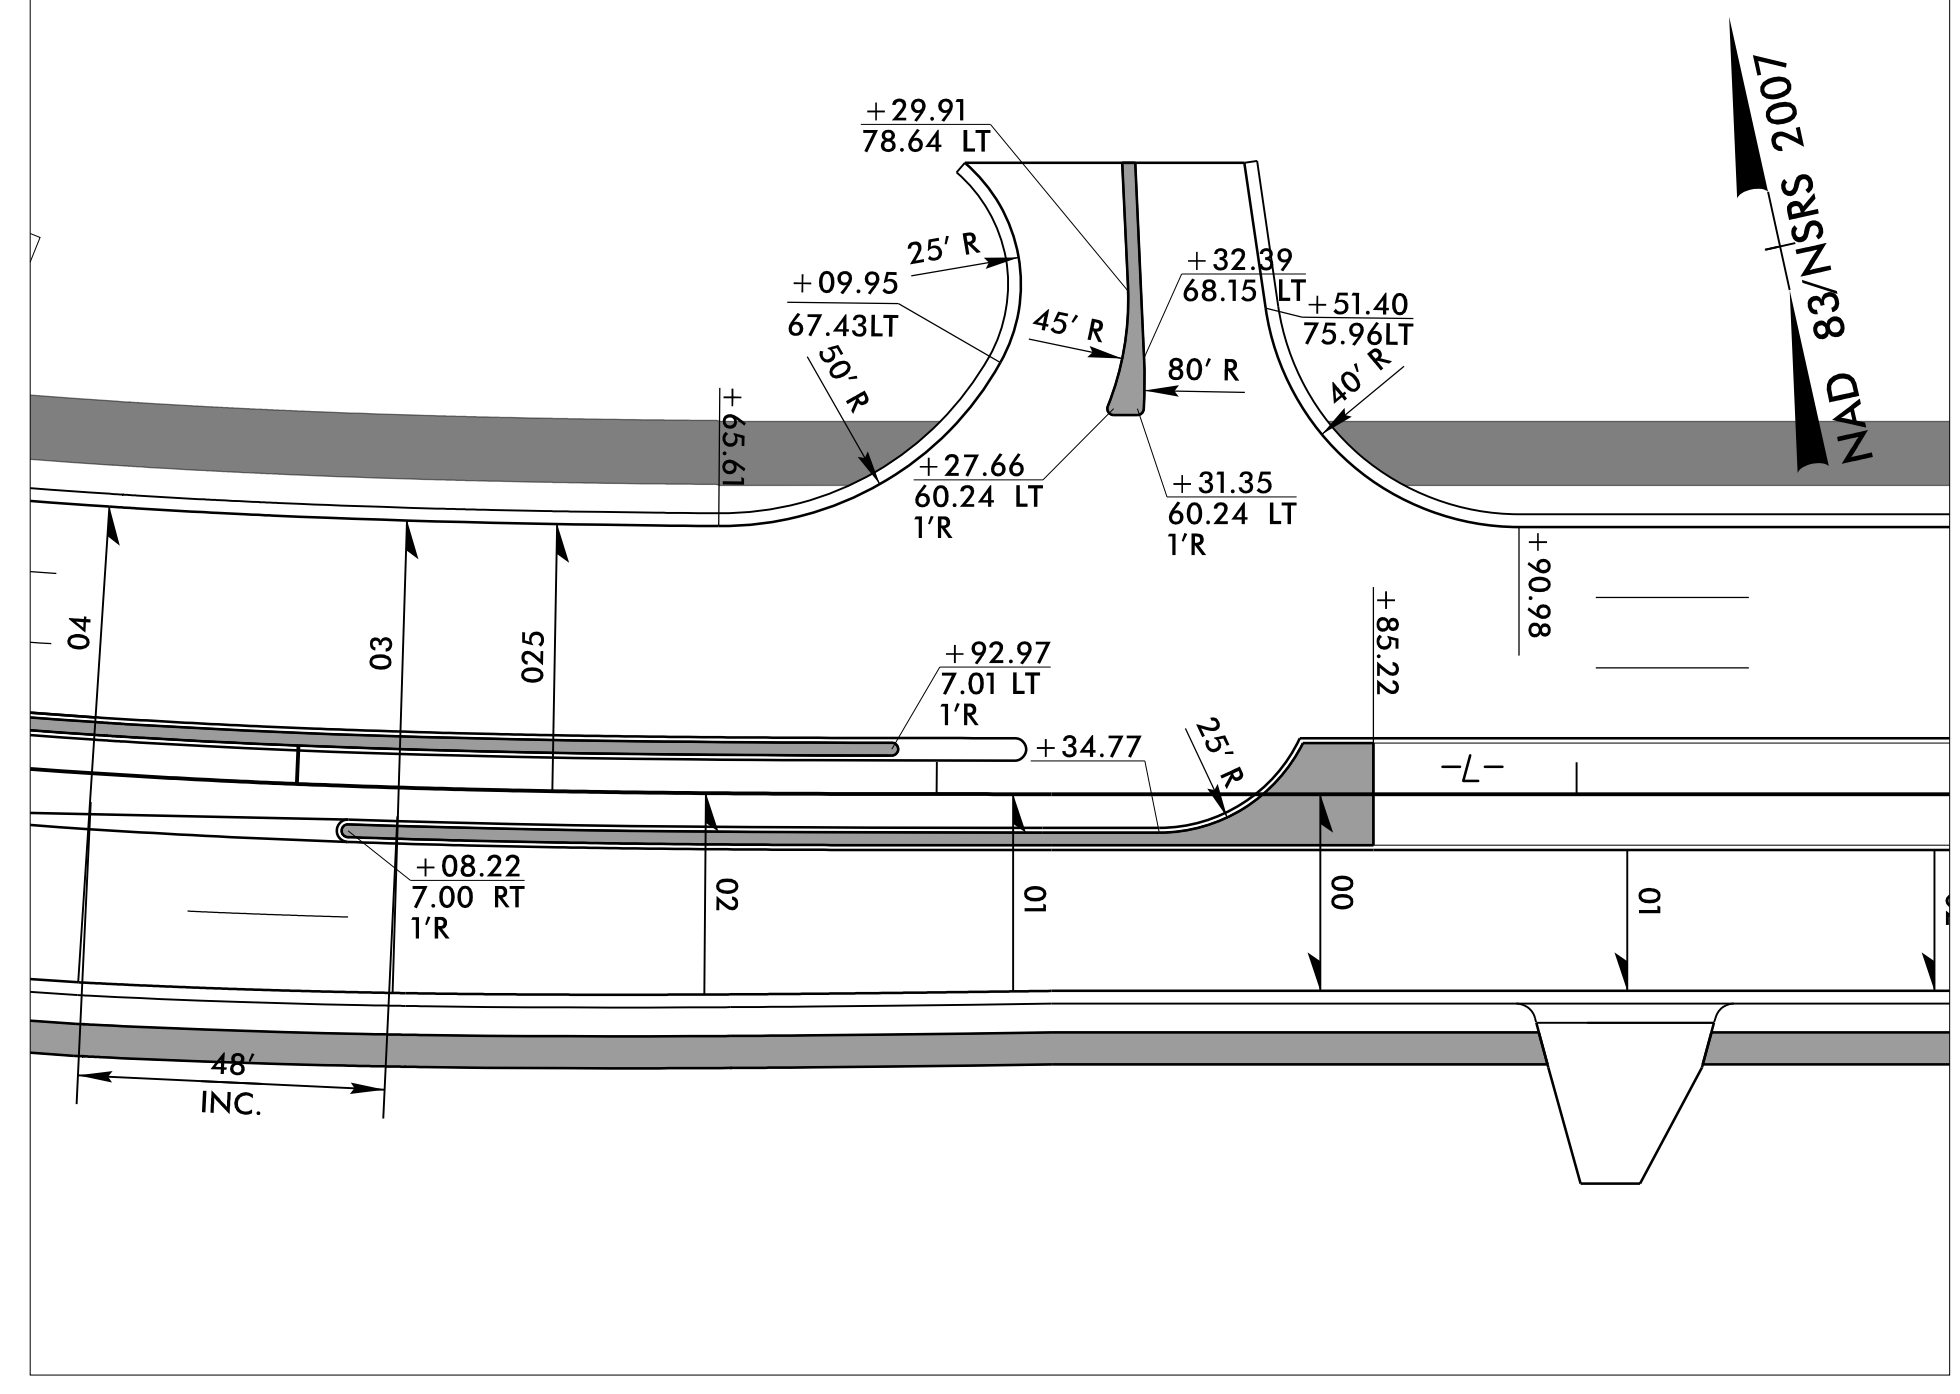 +29.91
78.64 LT
NAD 83/NSRS 2007
25' R
+32.39
68.15 LT
+09.95
67.43LT
+51.40
75.96LT
45' R
50' R
80' R
40' R
+65.61
+27.66
60.24 LT
1'R
+31.35
60.24 LT
1'R
+90.98
+85.22
04
03
025
+92.97
7.01 LT
1'R
+34.77
25' R
-L-
+08.22
7.00 RT
1'R
02
01
00
01
48'
INC.